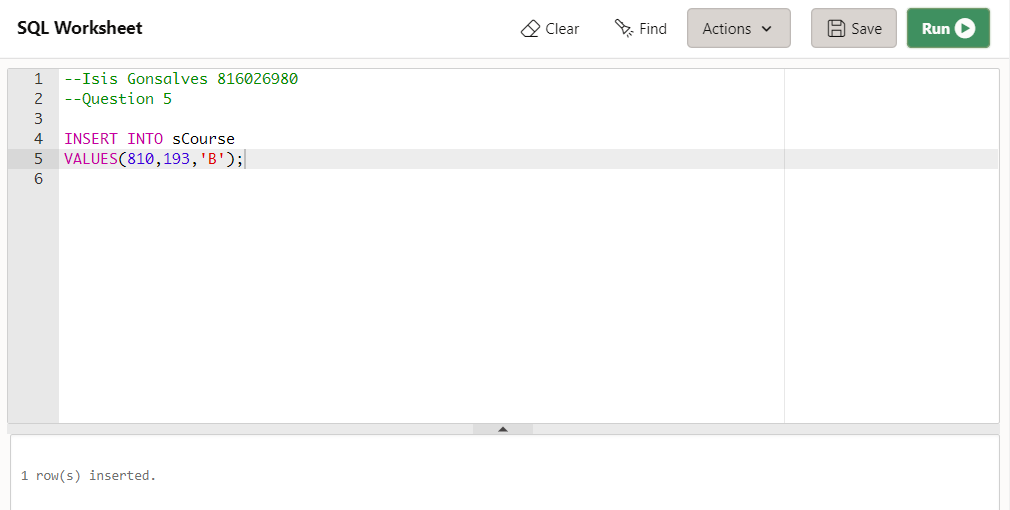 SQL Worksheet
Clear
Find
Actions
Save
Run
1 --Isis Gonsalves 816026980
2 --Question 5
3
4 INSERT INTO sCourse
5 VALUES(810,193,'B');
6
1 row(s) inserted.